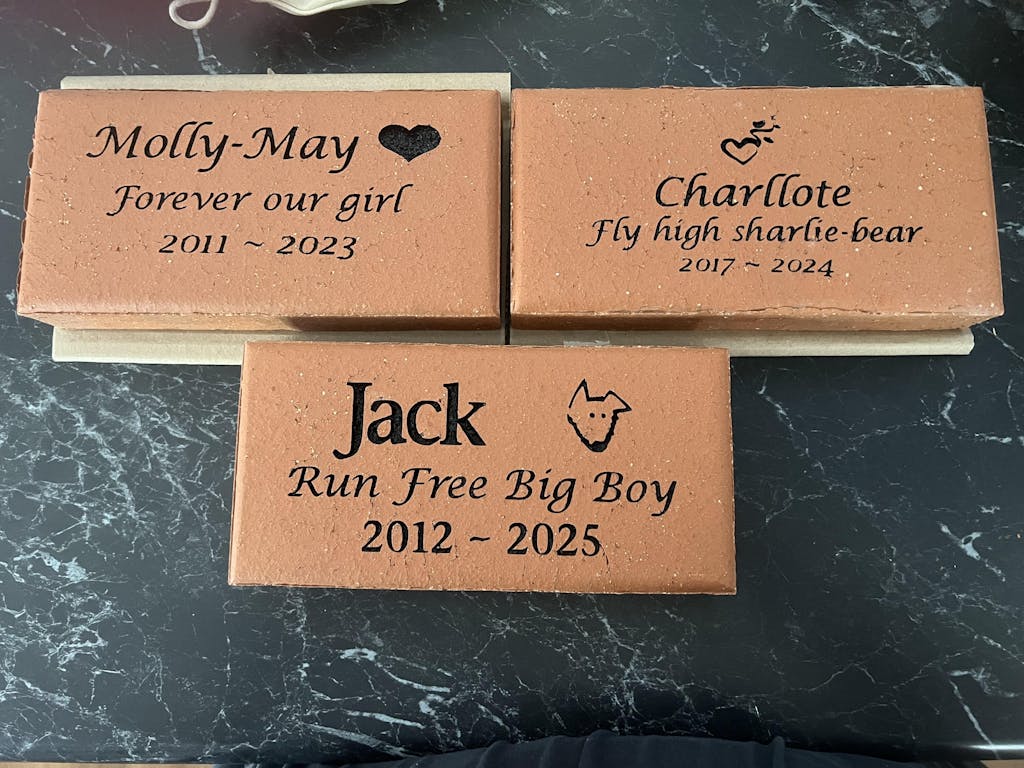 Molly-May
Forever our girl
2011 ~ 2023
Charllote
Fly high sharlie-bear
2017 ~ 2024
Jack
Run Free Big Boy
2012 ~ 2025